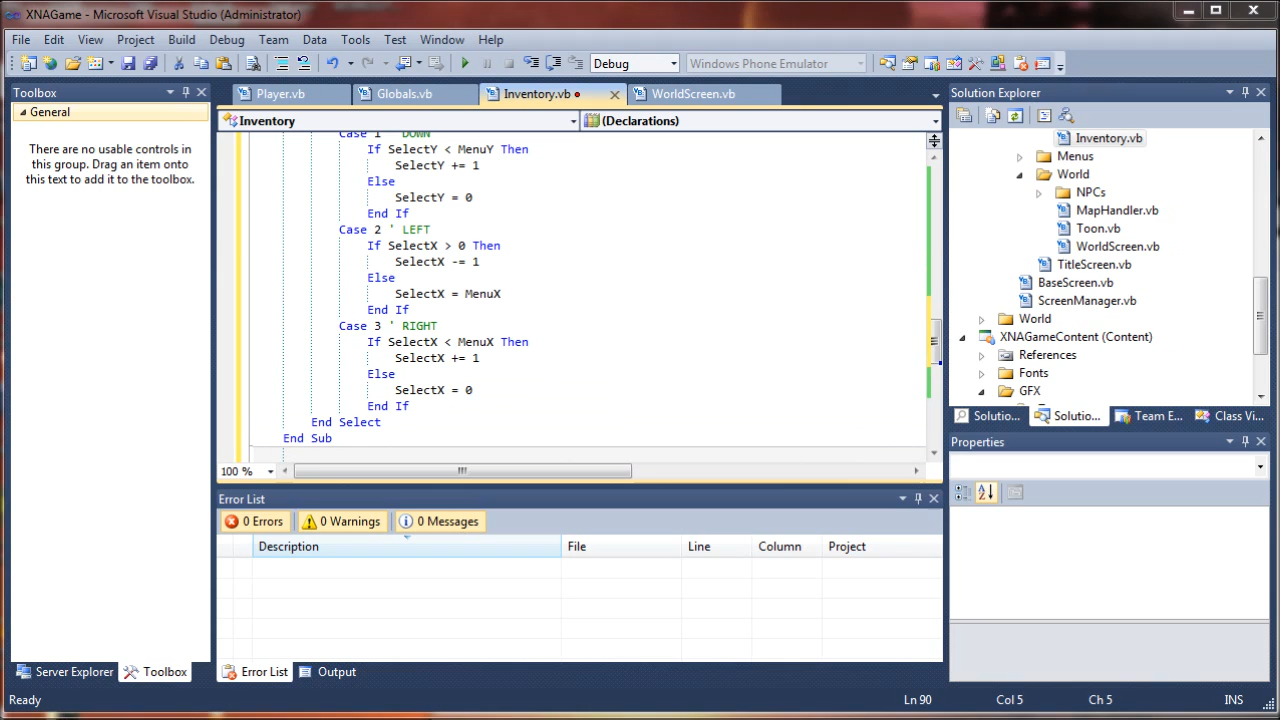 XNAGame - Microsoft Visual Studio (Administrator)
File Edit View Project Build Debug Team Data Tools Test Window Help
Debug Windows Phone Emulator
Toolbox
General
There are no usable controls in
this group. Drag an item onto
this text to add it to the toolbox.
Server Explorer Toolbox
Player.vb Globals.vb Inventory.vb WorldScreen.vb
Inventory (Declarations)
Case 1 ' DOWN
If SelectY < MenuY Then
SelectY += 1
Else
SelectY = 0
End If
Case 2 ' LEFT
If SelectX > 0 Then
SelectX -= 1
Else
SelectX = MenuX
End If
Case 3 ' RIGHT
If SelectX < MenuX Then
SelectX += 1
Else
SelectX = 0
End If
End Select
End Sub
100 %
Error List
0 Errors 0 Warnings 0 Messages
Description File Line Column Project
Error List Output
Solution Explorer
Inventory.vb
Menus
World
NPCs
MapHandler.vb
Toon.vb
WorldScreen.vb
TitleScreen.vb
BaseScreen.vb
ScreenManager.vb
World
XNAGameContent (Content)
References
Fonts
GFX
Solutio... Solutio... Team E... Class Vi...
Properties
Ready Ln 90 Col 5 Ch 5 INS